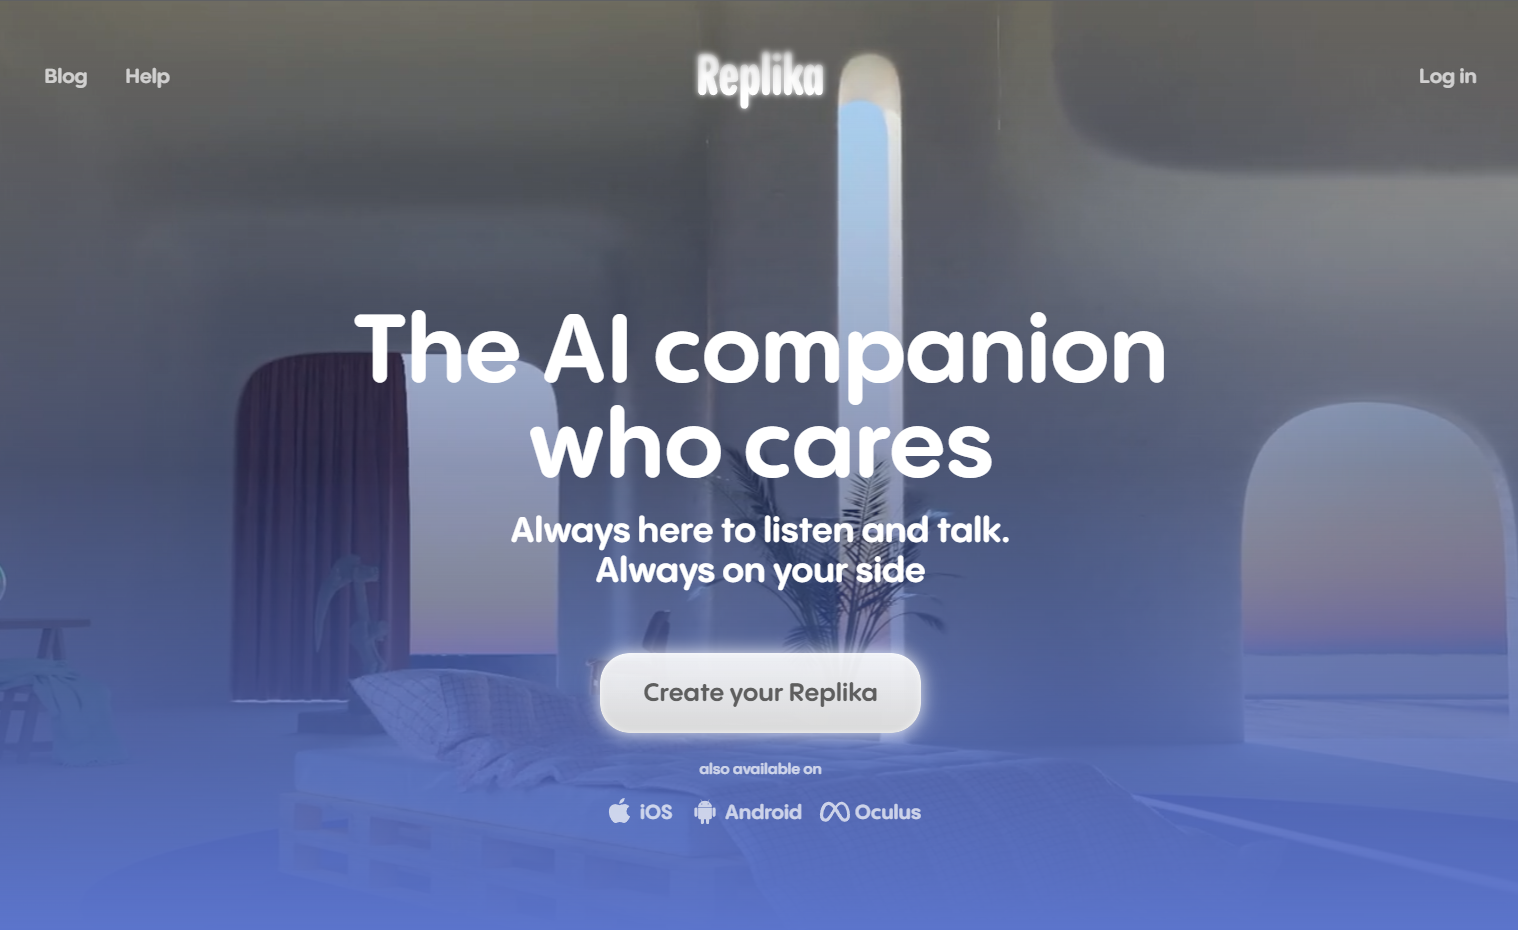 Blog Help Replika Log in
The AI companion
who cares
Always here to listen and talk.
Always on your side
Create your Replika
also available on
iOS Android Oculus